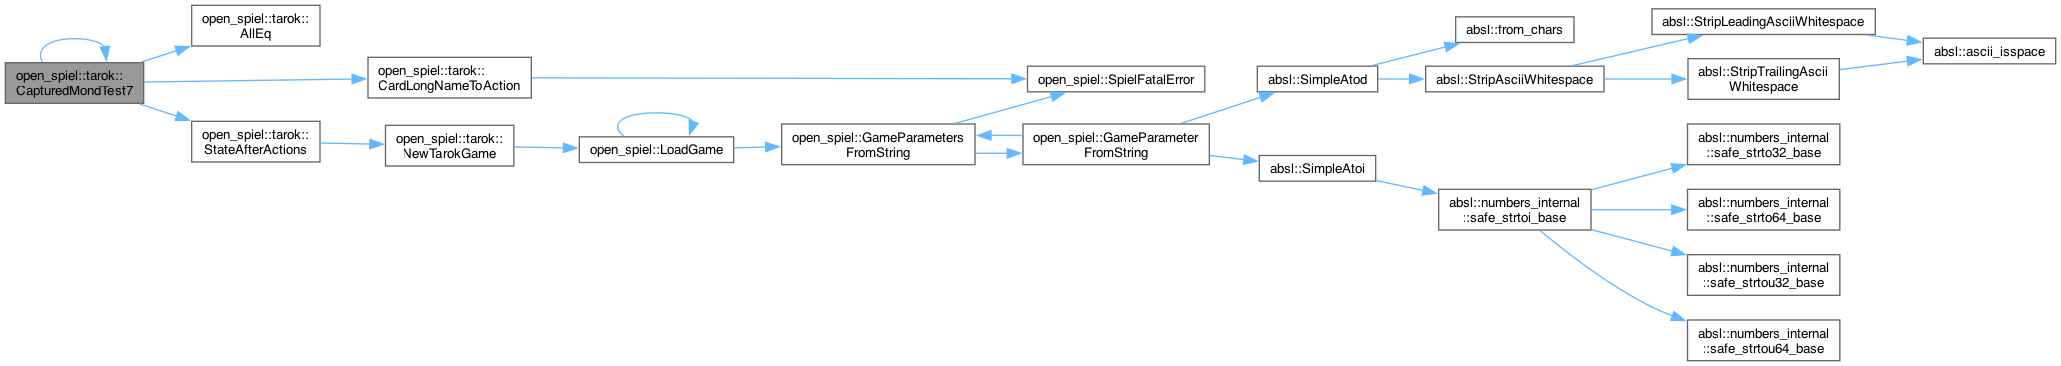 open_spiel::tarok::
CapturedMondTest7
open_spiel::tarok::
AllEq
open_spiel::tarok::
CardLongNameToAction
open_spiel::tarok::
StateAfterActions
open_spiel::tarok::
NewTarokGame
open_spiel::LoadGame
open_spiel::GameParameters
FromString
open_spiel::SpielFatalError
open_spiel::GameParameter
FromString
absl::SimpleAtod
absl::SimpleAtoi
absl::from_chars
absl::StripAsciiWhitespace
absl::numbers_internal
::safe_strtoi_base
absl::StripLeadingAsciiWhitespace
absl::StripTrailingAscii
Whitespace
absl::ascii_isspace
absl::numbers_internal
::safe_strto32_base
absl::numbers_internal
::safe_strto64_base
absl::numbers_internal
::safe_strtou32_base
absl::numbers_internal
::safe_strtou64_base